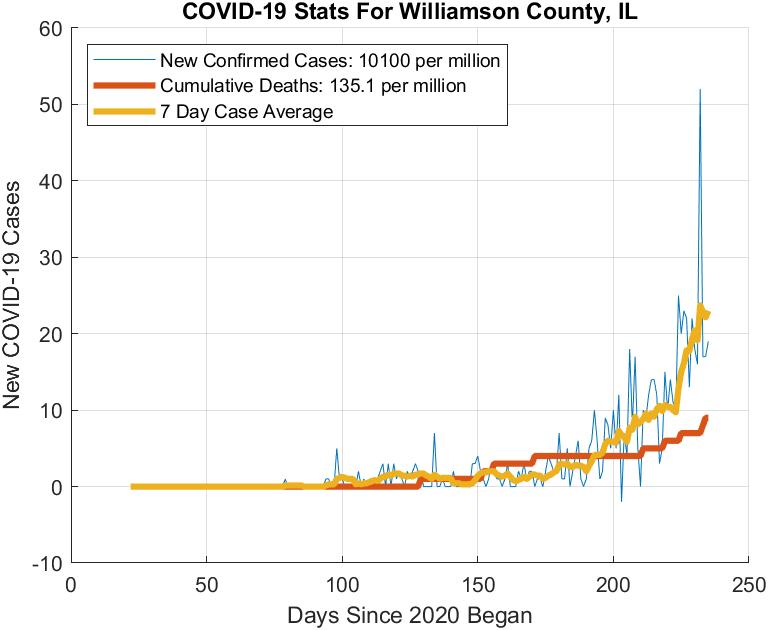 COVID-19 Stats For Williamson County, IL
60
New Confirmed Cases: 10100 per million
Cumulative Deaths: 135.1 per million
7 Day Case Average
50
40
30
20
10
0
-10
New COVID-19 Cases
0 50 100 150 200 250
Days Since 2020 Began